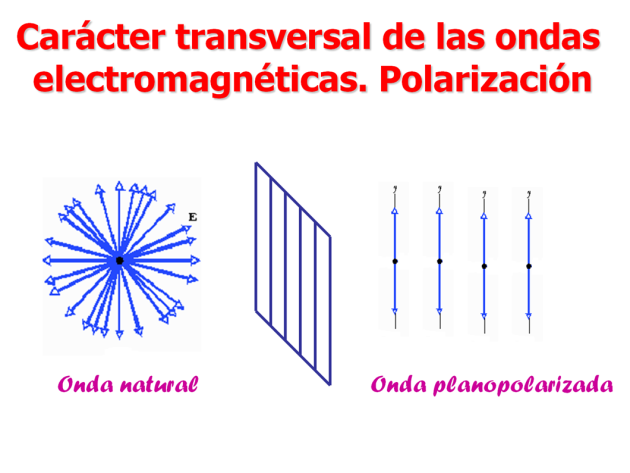 Carácter transversal de las ondas
electromagnéticas. Polarización
E
y
y
y
y
Onda natural
Onda planopolarizada